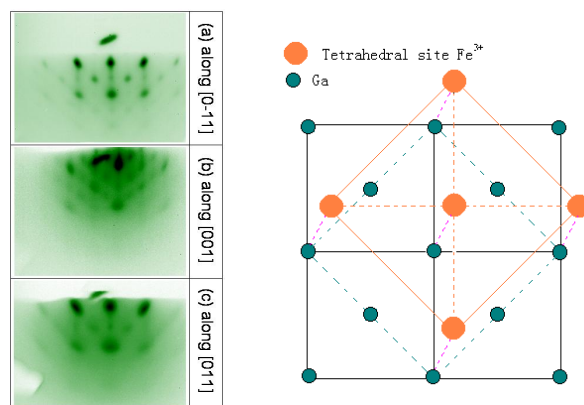 (a) along [0-11]
(b) along [001]
(c) along [011]
Tetrahedral site Fe³⁺
Ga